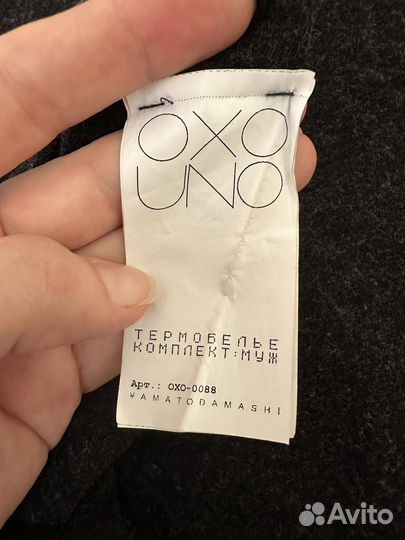 OXO
UNO
ТЕРМОБЕЛЬЕ
КОМПЛЕКТ:МУЖ
Арт.: OXO-0088
YAMATODAMASHI
Avito